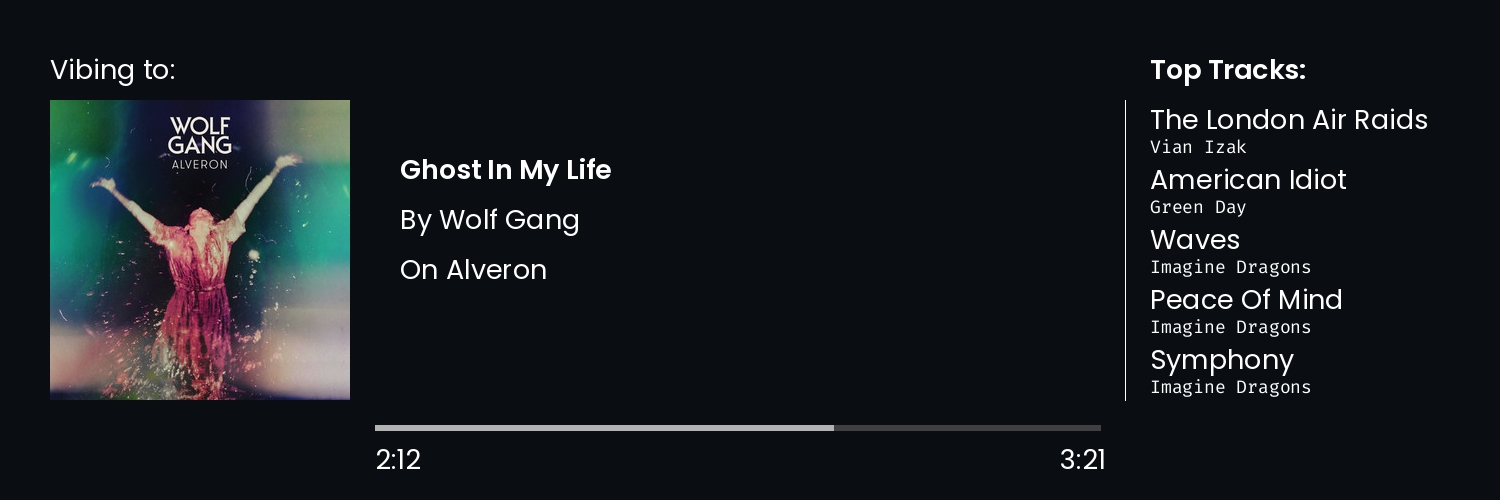 Vibing to:
WOLF
GANG
ALVERON
Ghost In My Life
By Wolf Gang
On Alveron
2:12
3:21
Top Tracks:
The London Air Raids
Vian Izak
American Idiot
Green Day
Waves
Imagine Dragons
Peace Of Mind
Imagine Dragons
Symphony
Imagine Dragons